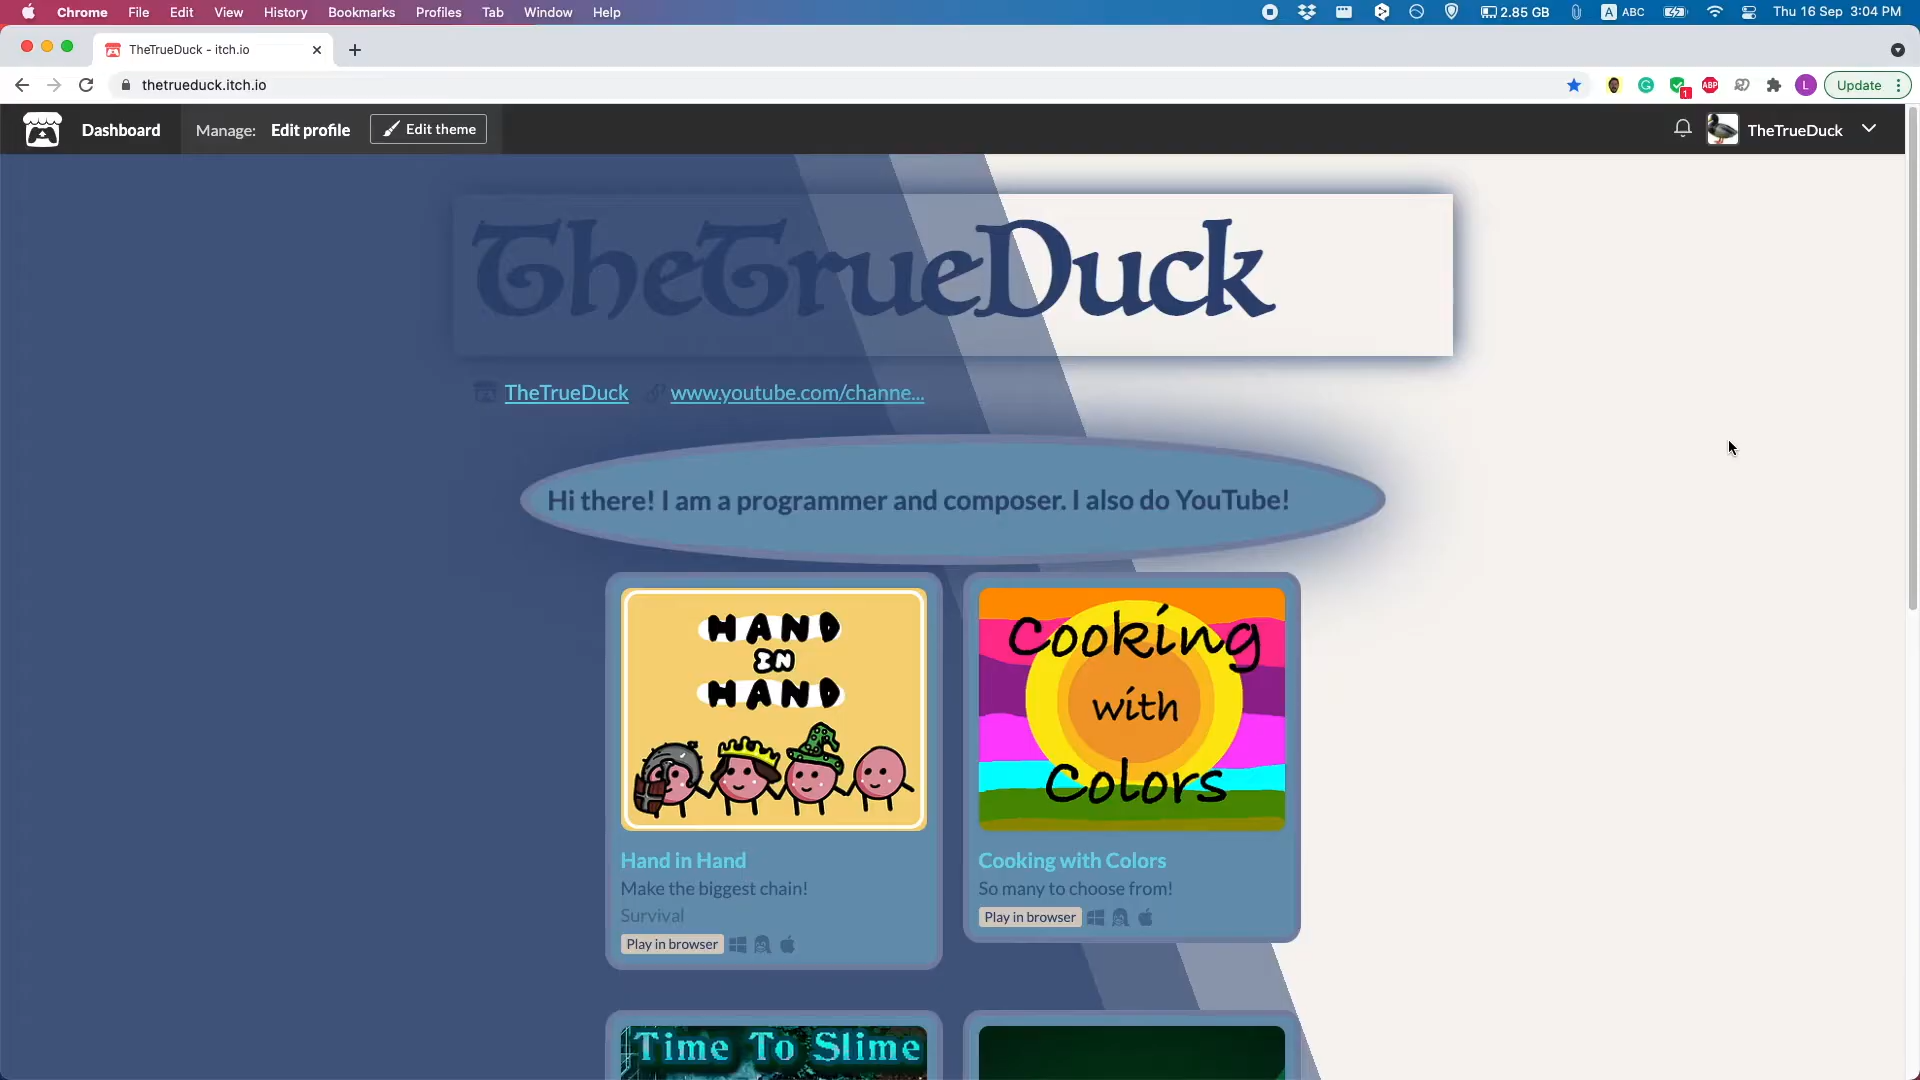 Chrome File Edit View History Bookmarks Profiles Tab Window Help 2.85 GB A ABC Thu 16 Sep 3:04 PM
TheTrueDuck - itch.io
thetrueduck.itch.io
1 ABP L Update
Dashboard Manage: Edit profile Edit theme TheTrueDuck
TheTrueDuck
TheTrueDuck www.youtube.com/channe...
Hi there! I am a programmer and composer. I also do YouTube!
HAND
IN
HAND
Cooking
with
Colors
Hand in Hand
Make the biggest chain!
Survival
Play in browser
Cooking with Colors
So many to choose from!
Play in browser
Time To Slime